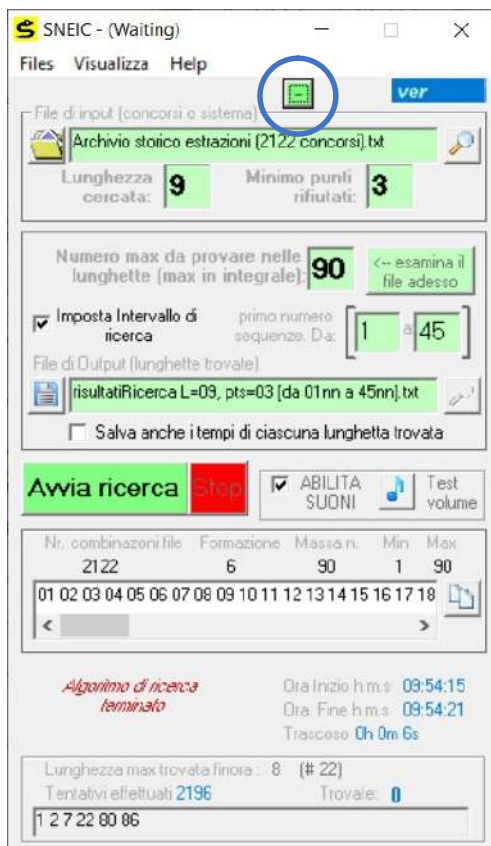 SNEIC - (Waiting)
Files Visualizza Help
ver
File di input (concorsi o sistema)
Archivio storico estrazioni (2122 concorsi).txt
Lunghezza cercata: 9 Minimo punti rifiutati: 3
Numero max da provare nelle lunghette (max in integrale): 90
<-- esamina il file adesso
Imposta Intervallo di ricerca
primo numero sequenze. Da: [1 a 45]
File di Output (lunghette trovate)
risultatiRicerca L=09, pts=03 [da 01nn a 45nn].txt
Salva anche i tempi di ciascuna lunghetta trovata
Avvia ricerca Stop
ABILITA SUONI
Test volume
Nr. combinazoni file Formazione Massa n. Min Max
2122 6 90 1 90
01 02 03 04 05 06 07 08 09 10 11 12 13 14 15 16 17 18
Algoritmo di ricerca terminato
Ora Inizio h:m:s 09:54:15
Ora Fine h:m:s 09:54:21
Trascoso 0h 0m 6s
Lunghezza max trovata finora : 8 (# 22)
Tentativi effettuati 2196 Trovate: 0
1 2 7 22 80 86